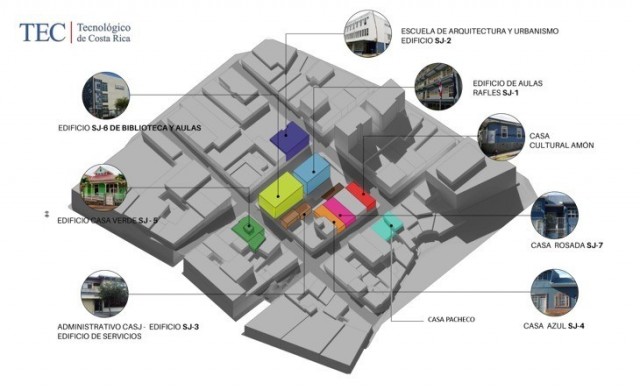 TEC | Tecnológico
de Costa Rica
ESCUELA DE ARQUITECTURA Y URBANISMO
EDIFICIO SJ-2
EDIFICIO DE AULAS
RAFLES SJ-1
EDIFICIO SJ-6 DE BIBLIOTECA Y AULAS
CASA
CULTURAL AMÓN
EDIFICIO CASA VERDE SJ - 5
CASA ROSADA SJ-7
ADMINISTRATIVO CASJ - EDIFICIO SJ-3
EDIFICIO DE SERVICIOS
CASA PACHECO
CASA AZUL SJ-4